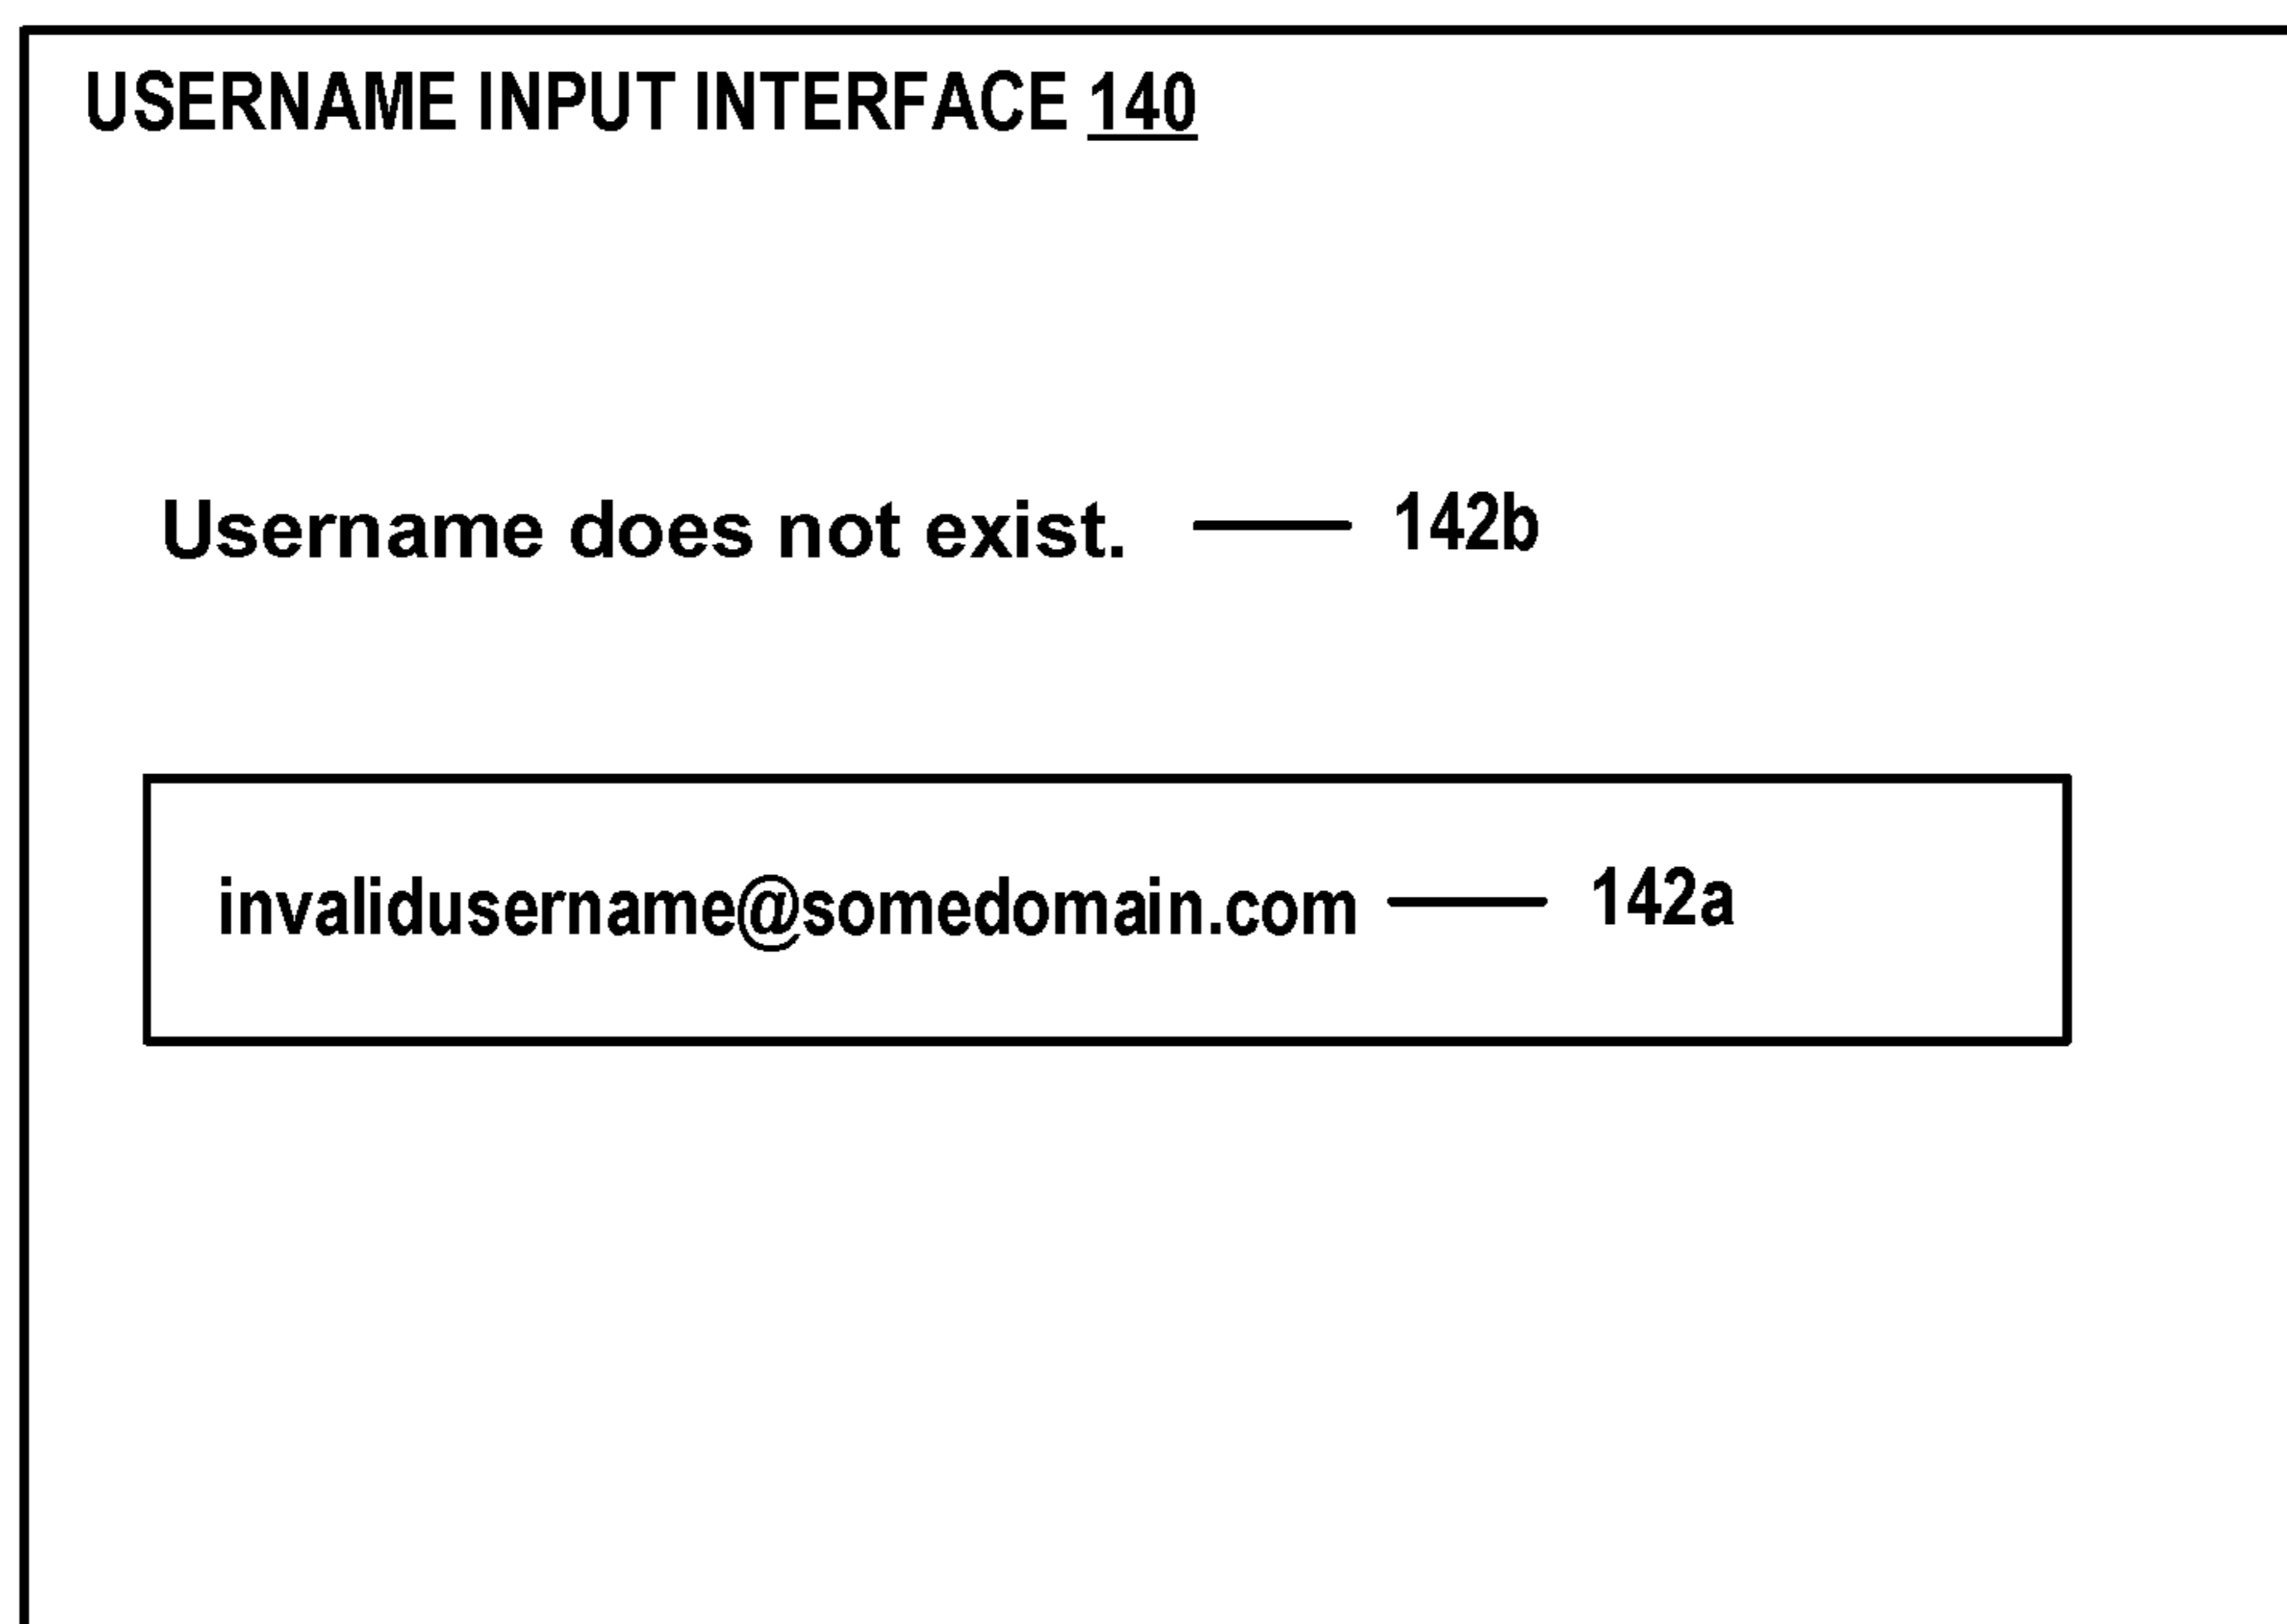 USERNAME INPUT INTERFACE 140
Username does not exist. 142b
invalidusername@somedomain.com 142a